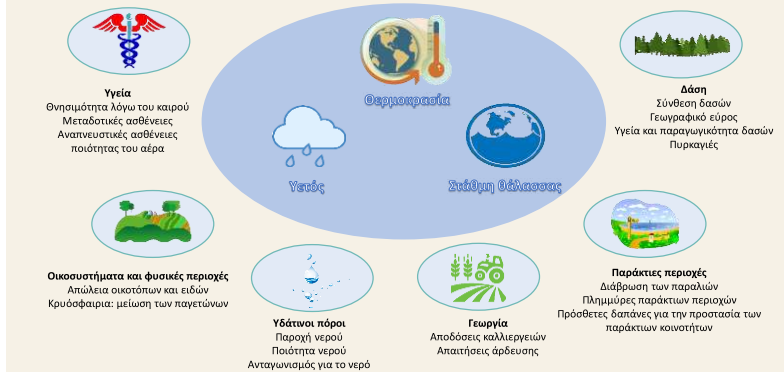 Θερμοκρασία
Υετός
Στάθμη θάλασσας
Υγεία
Θνησιμότητα λόγω του καιρού
Μεταδοτικές ασθένειες
Αναπνευστικές ασθένειες
ποιότητας του αέρα
Δάση
Σύνθεση δασών
Γεωγραφικό εύρος
Υγεία και παραγωγικότητα δασών
Πυρκαγιές
Οικοσυστήματα και φυσικές περιοχές
Απώλεια οικοτόπων και ειδών
Κρυόσφαιρια: μείωση των παγετώνων
Υδάτινοι πόροι
Παροχή νερού
Ποιότητα νερού
Ανταγωνισμός για το νερό
Γεωργία
Αποδόσεις καλλιεργειών
Απαιτήσεις άρδευσης
Παράκτιες περιοχές
Διάβρωση των παραλιών
Πλημμύρες παράκτιων περιοχών
Πρόσθετες δαπάνες για την προστασία των
παράκτιων κοινοτήτων